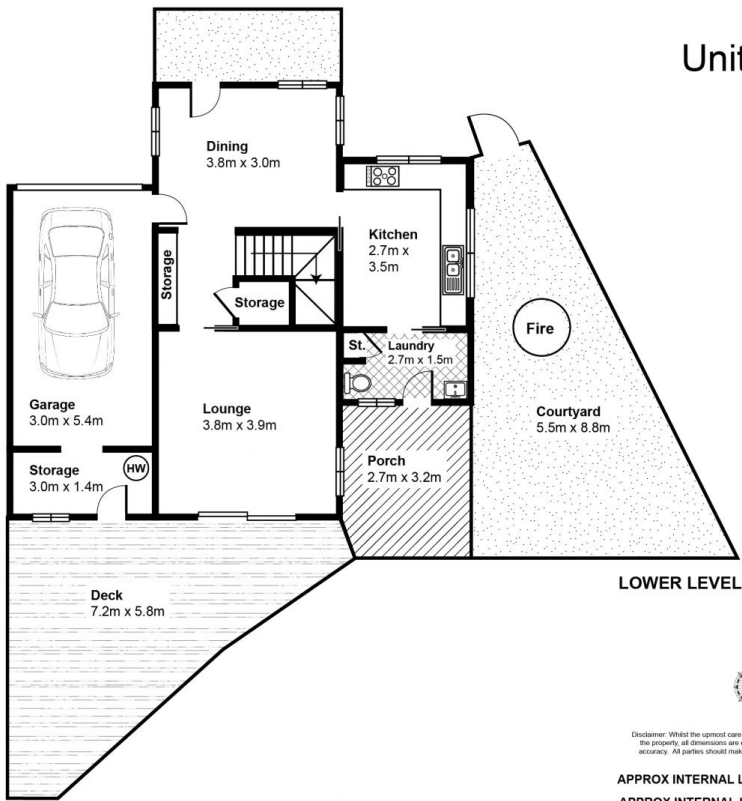 Unit
Dining
3.8m x 3.0m
Kitchen
2.7m x
3.5m
Storage
Storage
St.
Laundry
2.7m x 1.5m
Fire
Garage
3.0m x 5.4m
Lounge
3.8m x 3.9m
Courtyard
5.5m x 8.8m
Storage
3.0m x 1.4m
HW
Porch
2.7m x 3.2m
Deck
7.2m x 5.8m
LOWER LEVEL
Disclaimer: Whilst the upmost care
the property, all dimensions are
accuracy. All parties should mak
APPROX INTERNAL L
APPROX INTERNAL